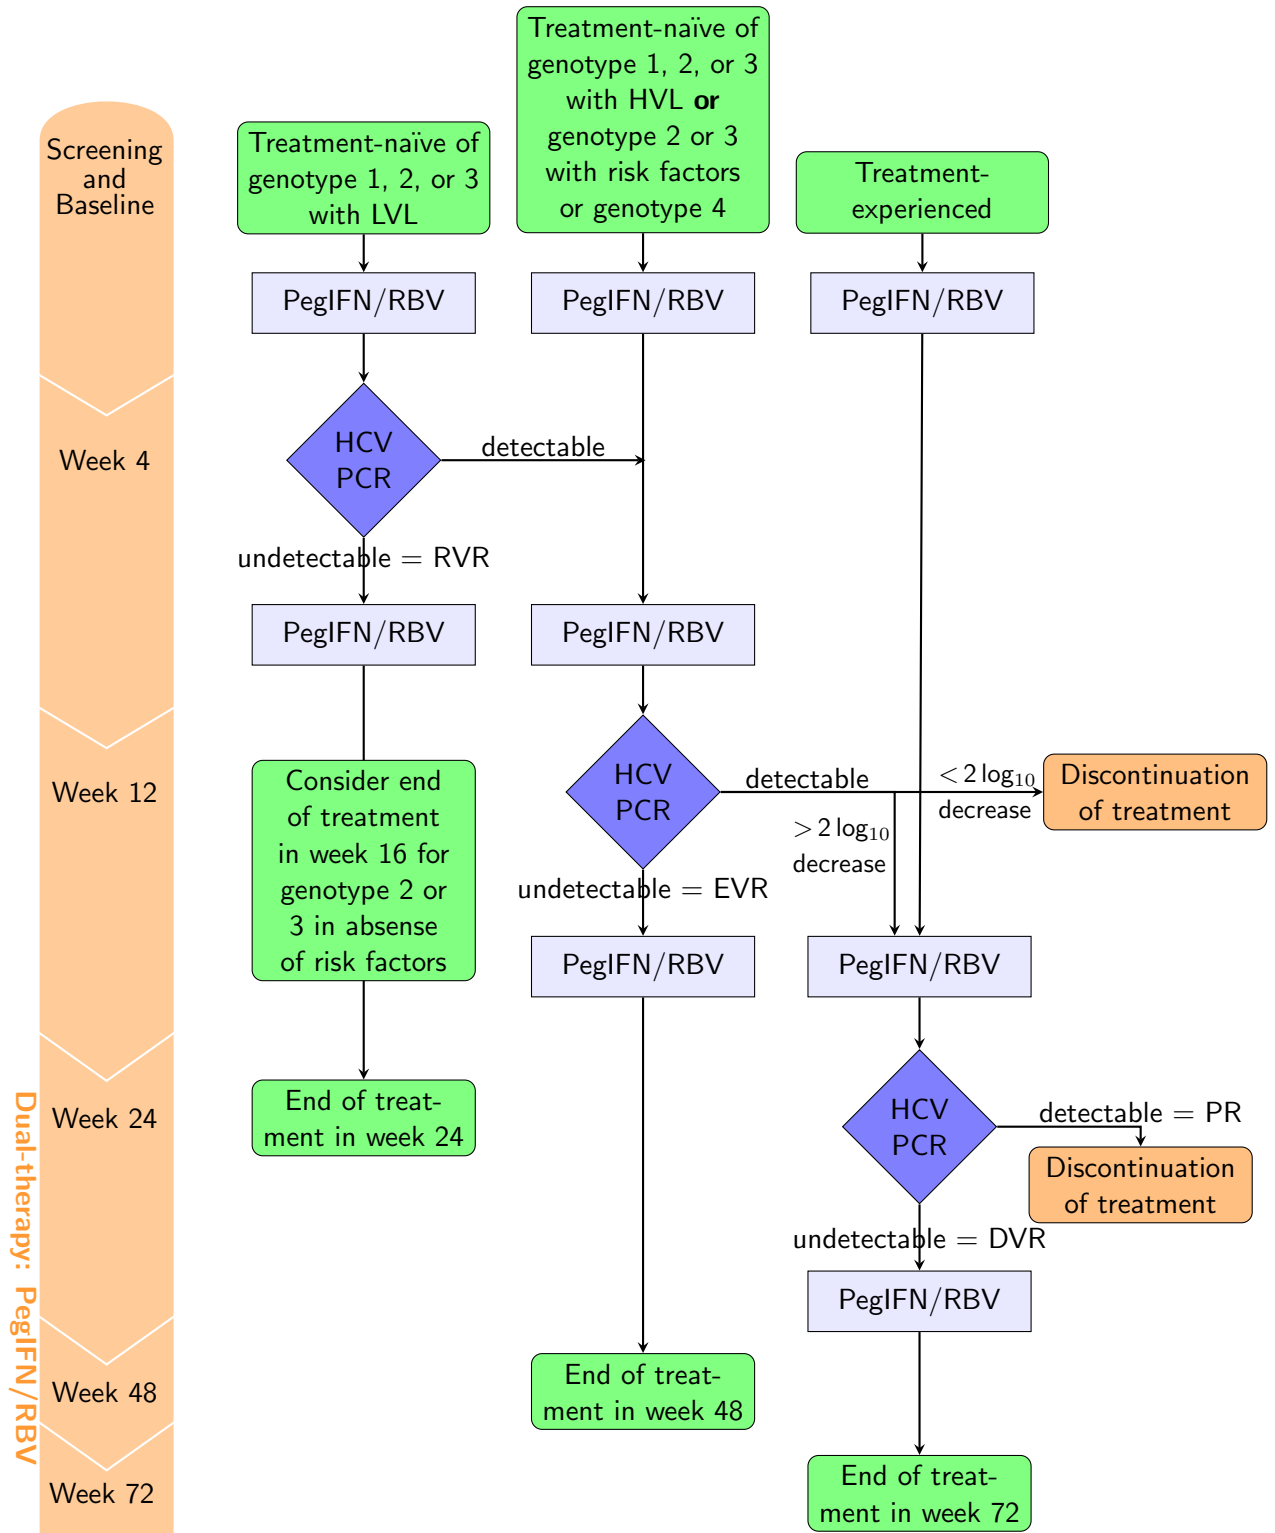 Treatment-naïve of
genotype 1, 2, or 3
with HVL or
genotype 2 or 3
with risk factors
or genotype 4
Treatment-naïve of
genotype 1, 2, or 3
with LVL
Treatment-
experienced
Screening
and
Baseline
PegIFN/RBV
PegIFN/RBV
PegIFN/RBV
Week 4
HCV
PCR
detectable
undetectable = RVR
PegIFN/RBV
PegIFN/RBV
Week 12
Consider end
of treatment
in week 16 for
genotype 2 or
3 in absense
of risk factors
HCV
PCR
detectable
< 2 log₁₀
decrease
Discontinuation
of treatment
> 2 log₁₀
decrease
undetectable = EVR
PegIFN/RBV
PegIFN/RBV
Week 24
End of treat-
ment in week 24
HCV
PCR
detectable = PR
Discontinuation
of treatment
undetectable = DVR
PegIFN/RBV
Week 48
End of treat-
ment in week 48
Week 72
End of treat-
ment in week 72
Dual-therapy: PegIFN/RBV